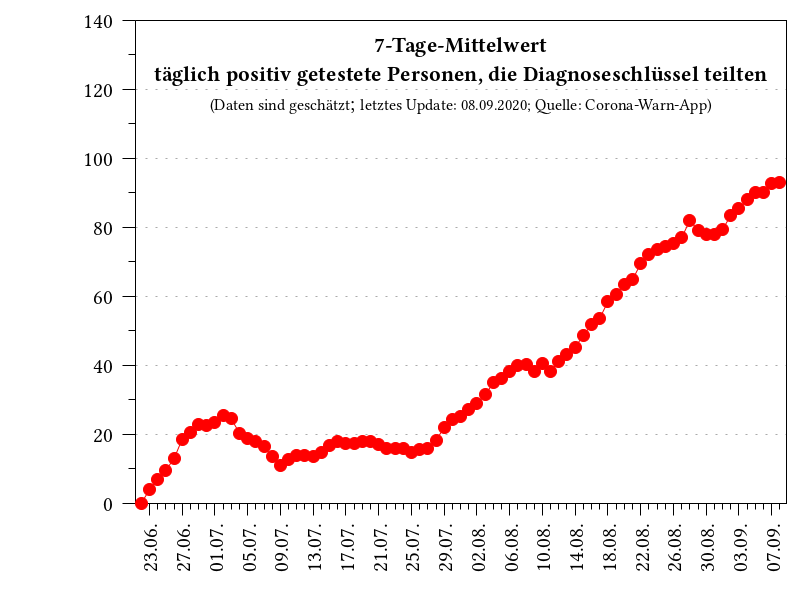 7-Tage-Mittelwert
täglich positiv getestete Personen, die Diagnoseschlüssel teilten
(Daten sind geschätzt; letztes Update: 08.09.2020; Quelle: Corona-Warn-App)
140
120
100
80
60
40
20
0
23.06. 27.06. 01.07. 05.07. 09.07. 13.07. 17.07. 21.07. 25.07. 29.07. 02.08. 06.08. 10.08. 14.08. 18.08. 22.08. 26.08. 30.08. 03.09. 07.09.